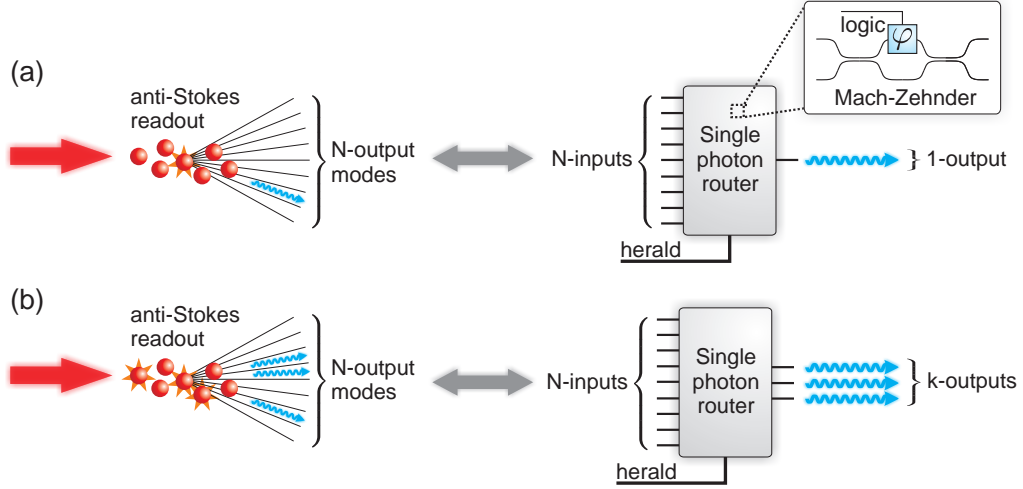 (a)
anti-Stokes
readout
N-output
modes
N-inputs
Single
photon
router
herald
1-output
logic
φ
Mach-Zehnder
(b)
anti-Stokes
readout
N-output
modes
N-inputs
Single
photon
router
herald
k-outputs